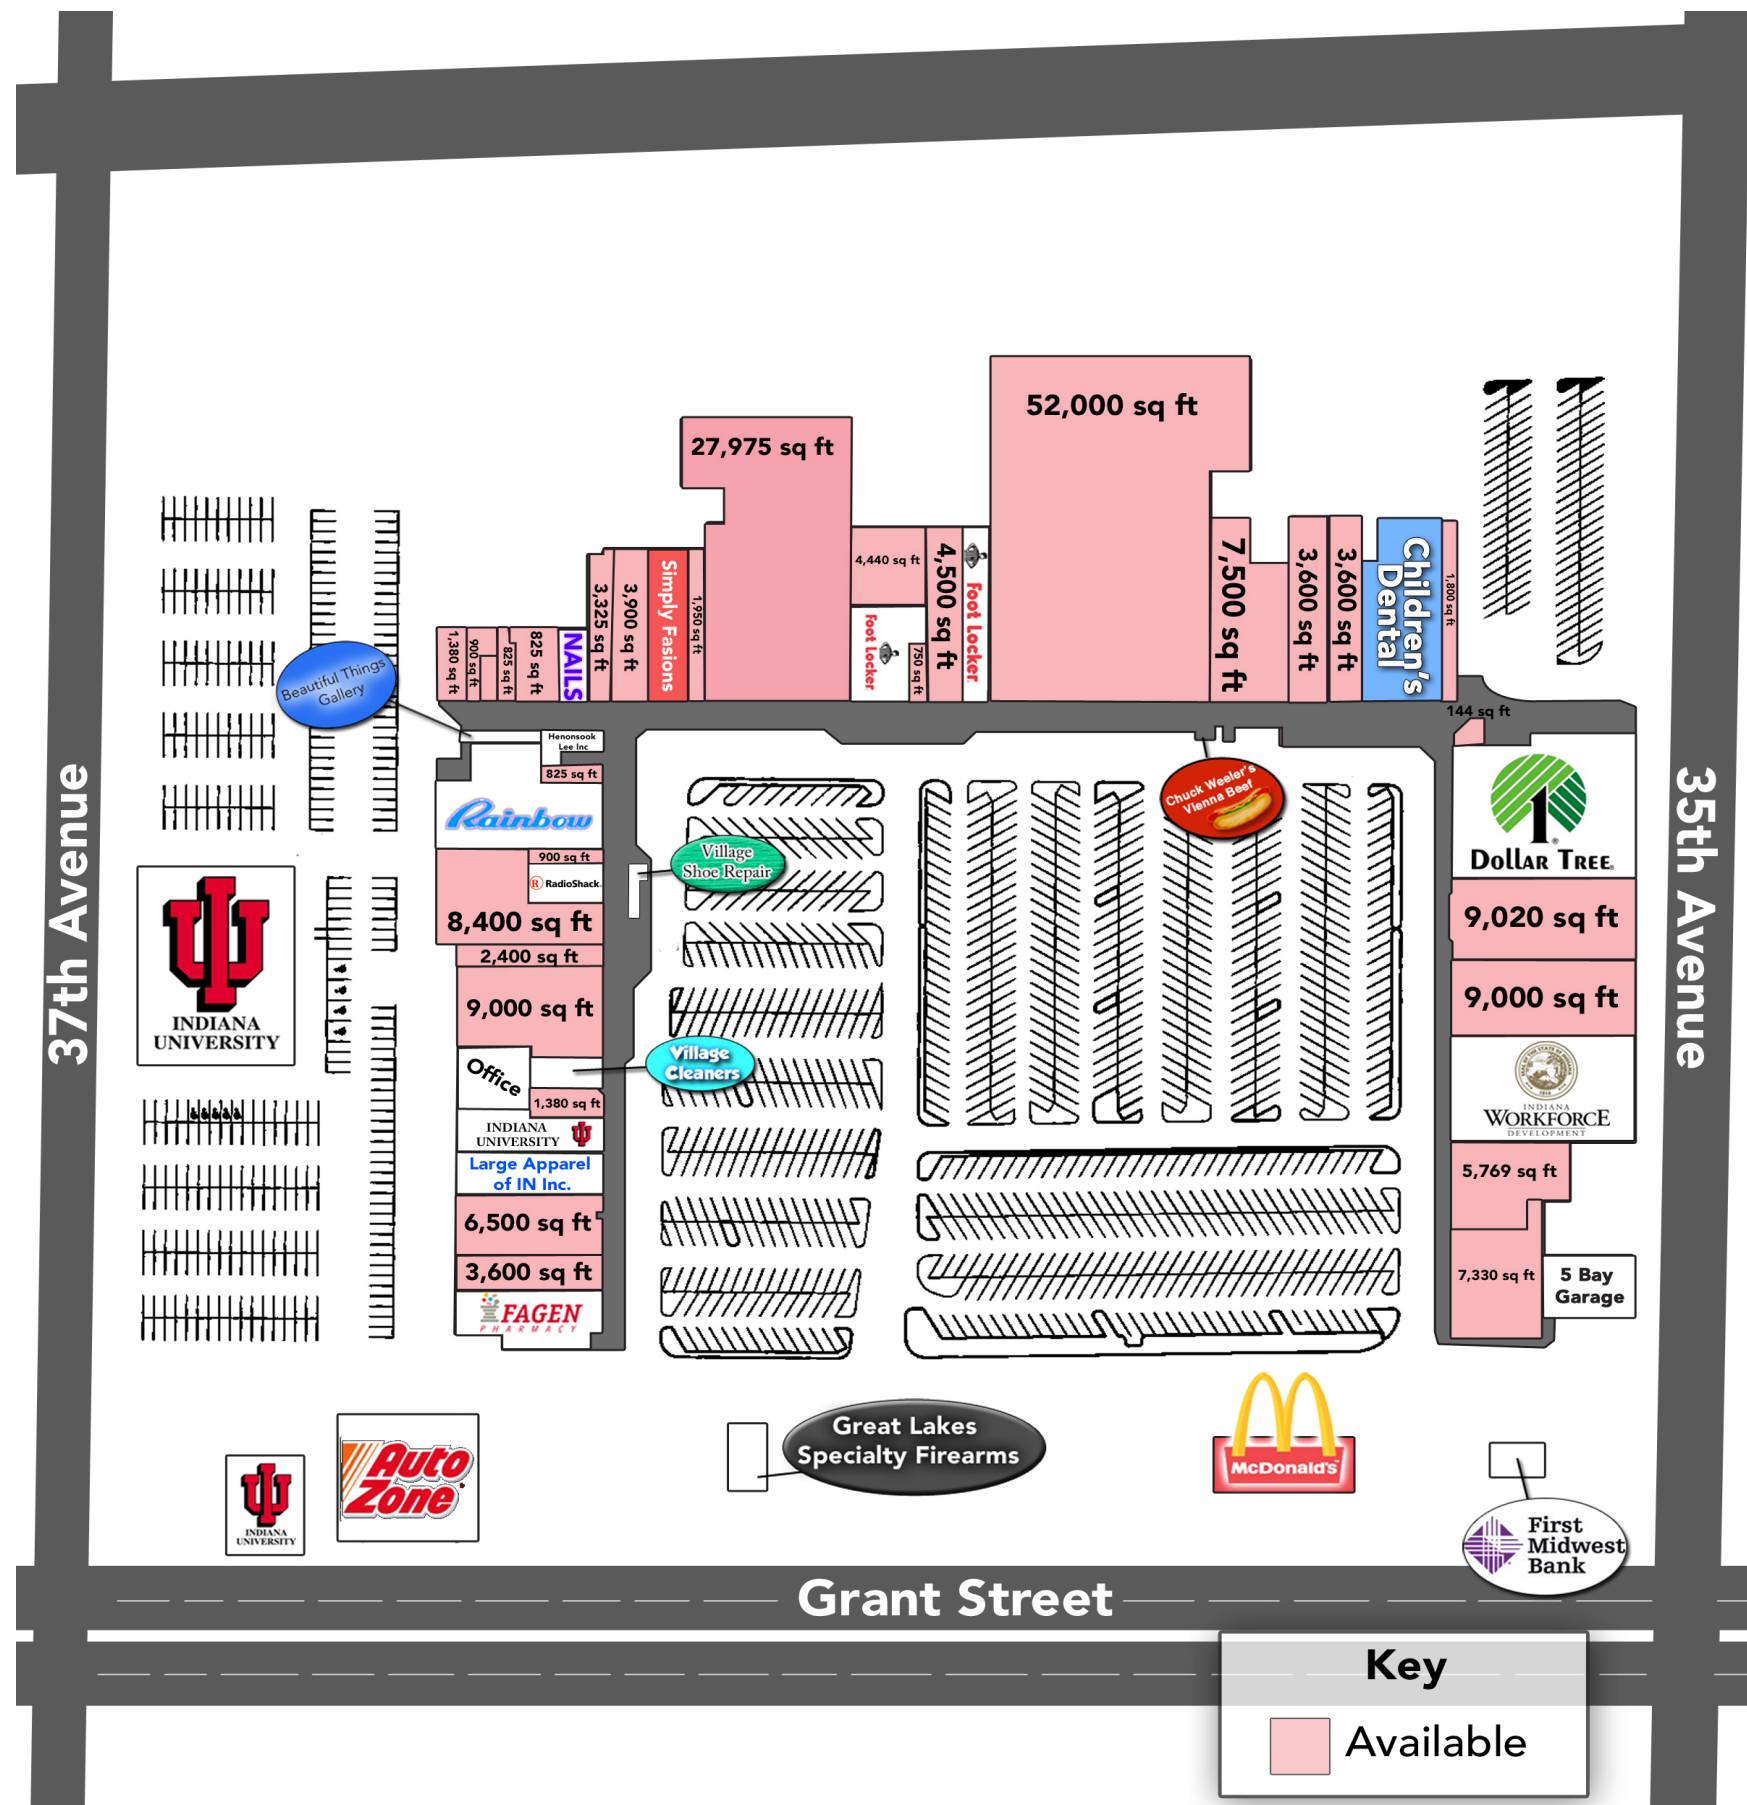 52,000 sq ft
27,975 sq ft
4,440 sq ft
4,500 sq ft
Foot Locker.
Foot Locker.
750 sq ft
7,500 sq ft
3,600 sq ft
3,600 sq ft
Children's
Dental
1,800 sq ft
1,380 sq ft
900 sq ft
825 sq ft
825 sq ft
NAILS
3,325 sq ft
3,900 sq ft
Simply Fasions
1,950 sq ft
Beautiful Things
Gallery
144 sq ft
Henonsook
Lee Inc
825 sq ft
Rainbow
900 sq ft
R RadioShack.
8,400 sq ft
2,400 sq ft
9,000 sq ft
Office
1,380 sq ft
INDIANA
UNIVERSITY
Large Apparel
of IN Inc.
6,500 sq ft
3,600 sq ft
FAGEN
PHARMACY
Village
Shoe Repair
Village
Cleaners
Chuck Weeler's
Vienna Beef
1
DOLLAR TREE®
9,020 sq ft
9,000 sq ft
INDIANA
WORKFORCE
DEVELOPMENT
5,769 sq ft
7,330 sq ft
5 Bay
Garage
37th Avenue
35th Avenue
INDIANA
UNIVERSITY
INDIANA
UNIVERSITY
Auto
Zone
Great Lakes
Specialty Firearms
McDonald's
First
Midwest
Bank
Grant Street
Key
Available